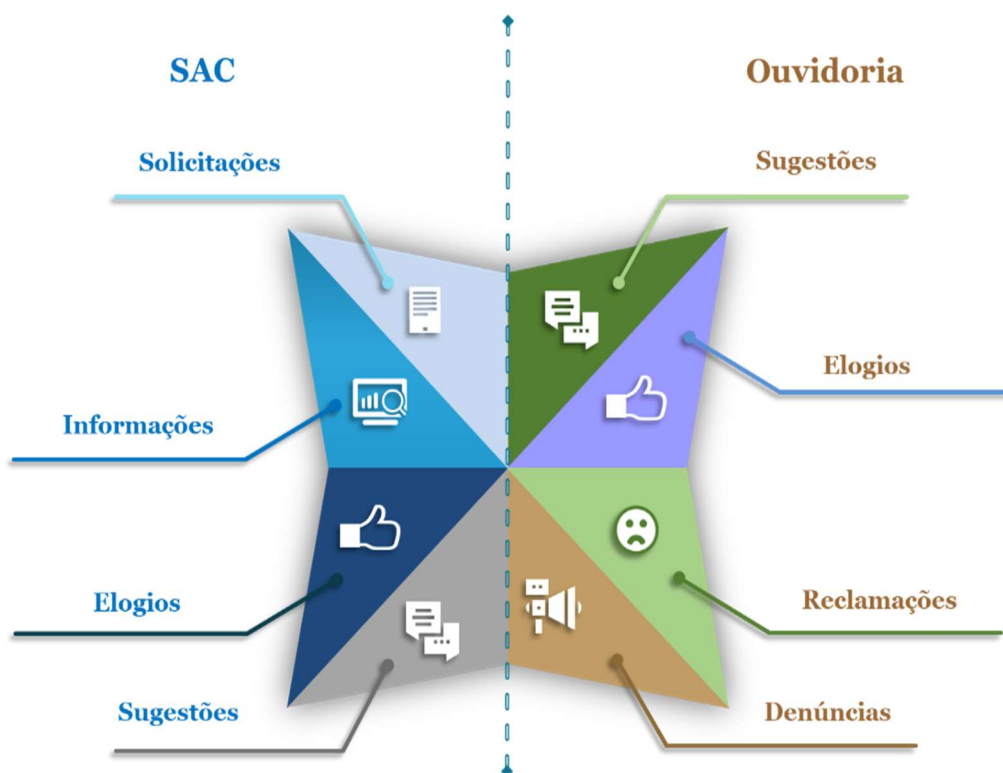 SAC
Ouvidoria
Solicitações
Sugestões
Elogios
Informações
Elogios
Reclamações
Sugestões
Denúncias